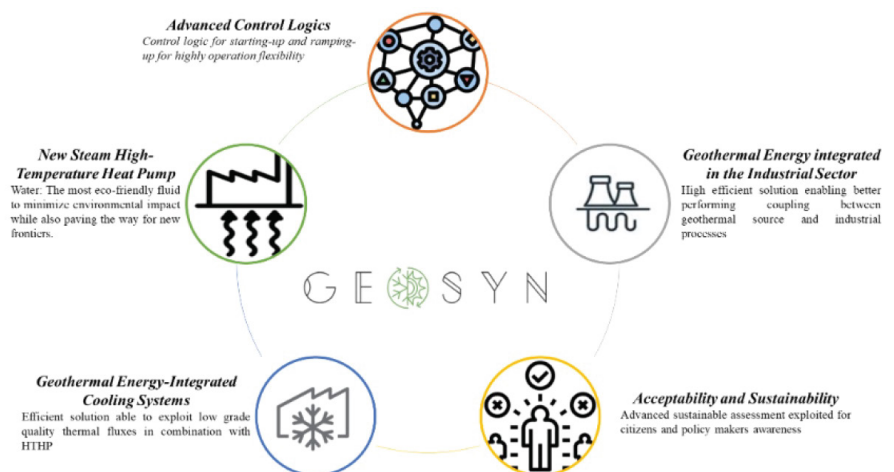 Advanced Control Logics
Control logic for starting-up and ramping-
up for highly operation flexibility
New Steam High-
Temperature Heat Pump
Water: The most eco-friendly fluid
to minimize environmental impact
while also paving the way for new
frontiers.
Geothermal Energy integrated
in the Industrial Sector
High efficient solution enabling better
performing coupling between
geothermal source and industrial
processes
GEOSYN
Geothermal Energy-Integrated
Cooling Systems
Efficient solution able to exploit low grade
quality thermal fluxes in combination with
HTHP
Acceptability and Sustainability
Advanced sustainable assessment exploited for
citizens and policy makers awareness